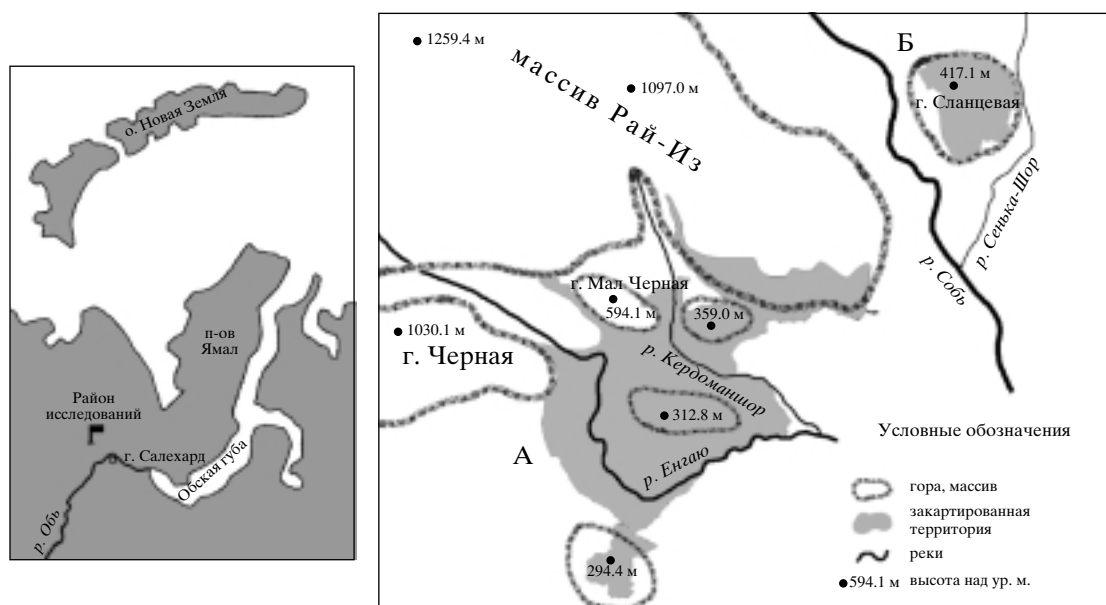 о. Новая Земля
п-ов
Ямал
Район
исследований
г. Салехард
Обская губа
р. Обь
1259.4 м
массив Рай-Из
1097.0 м
Б
417.1 м
г. Сланцевая
р. Сенька-Шор
р. Собь
г. Мал Черная
594.1 м
359.0 м
1030.1 м
г. Черная
р. Кердоманшор
312.8 м
А
р. Енгаю
294.4 м
Условные обозначения
гора, массив
закартированная
территория
реки
594.1 м высота над ур. м.